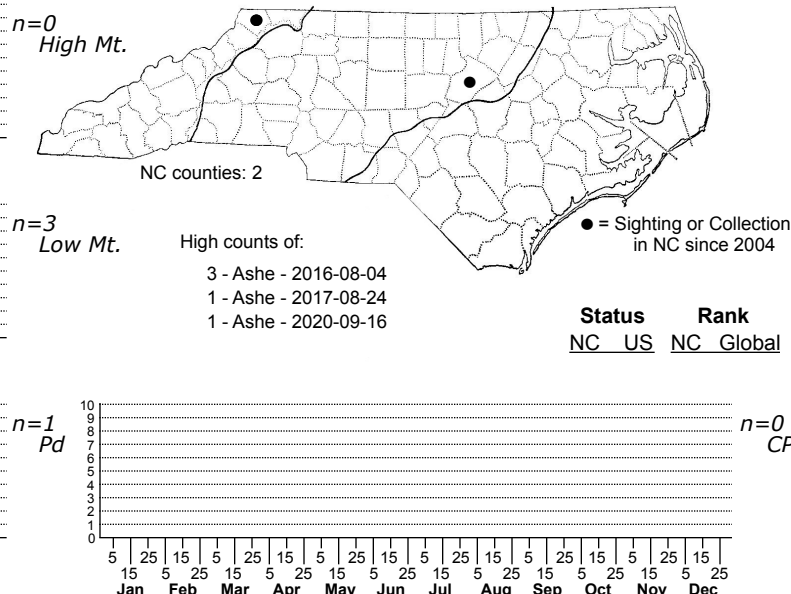 n=0
High Mt.
NC counties: 2
n=3
Low Mt.
High counts of:
3 - Ashe - 2016-08-04
1 - Ashe - 2017-08-24
1 - Ashe - 2020-09-16
● = Sighting or Collection
in NC since 2004
Status Rank
NC US NC Global
n=1
Pd
n=0
CP
10
9
8
7
6
5
4
3
2
1
0
5 25 15 5 25 15 5 25 15 5 25 15 5 25 15 5 25 15
15 5 25 15 5 25 15 5 25 15 5 25 15 5 25 15 5 25
Jan Feb Mar Apr May Jun Jul Aug Sep Oct Nov Dec